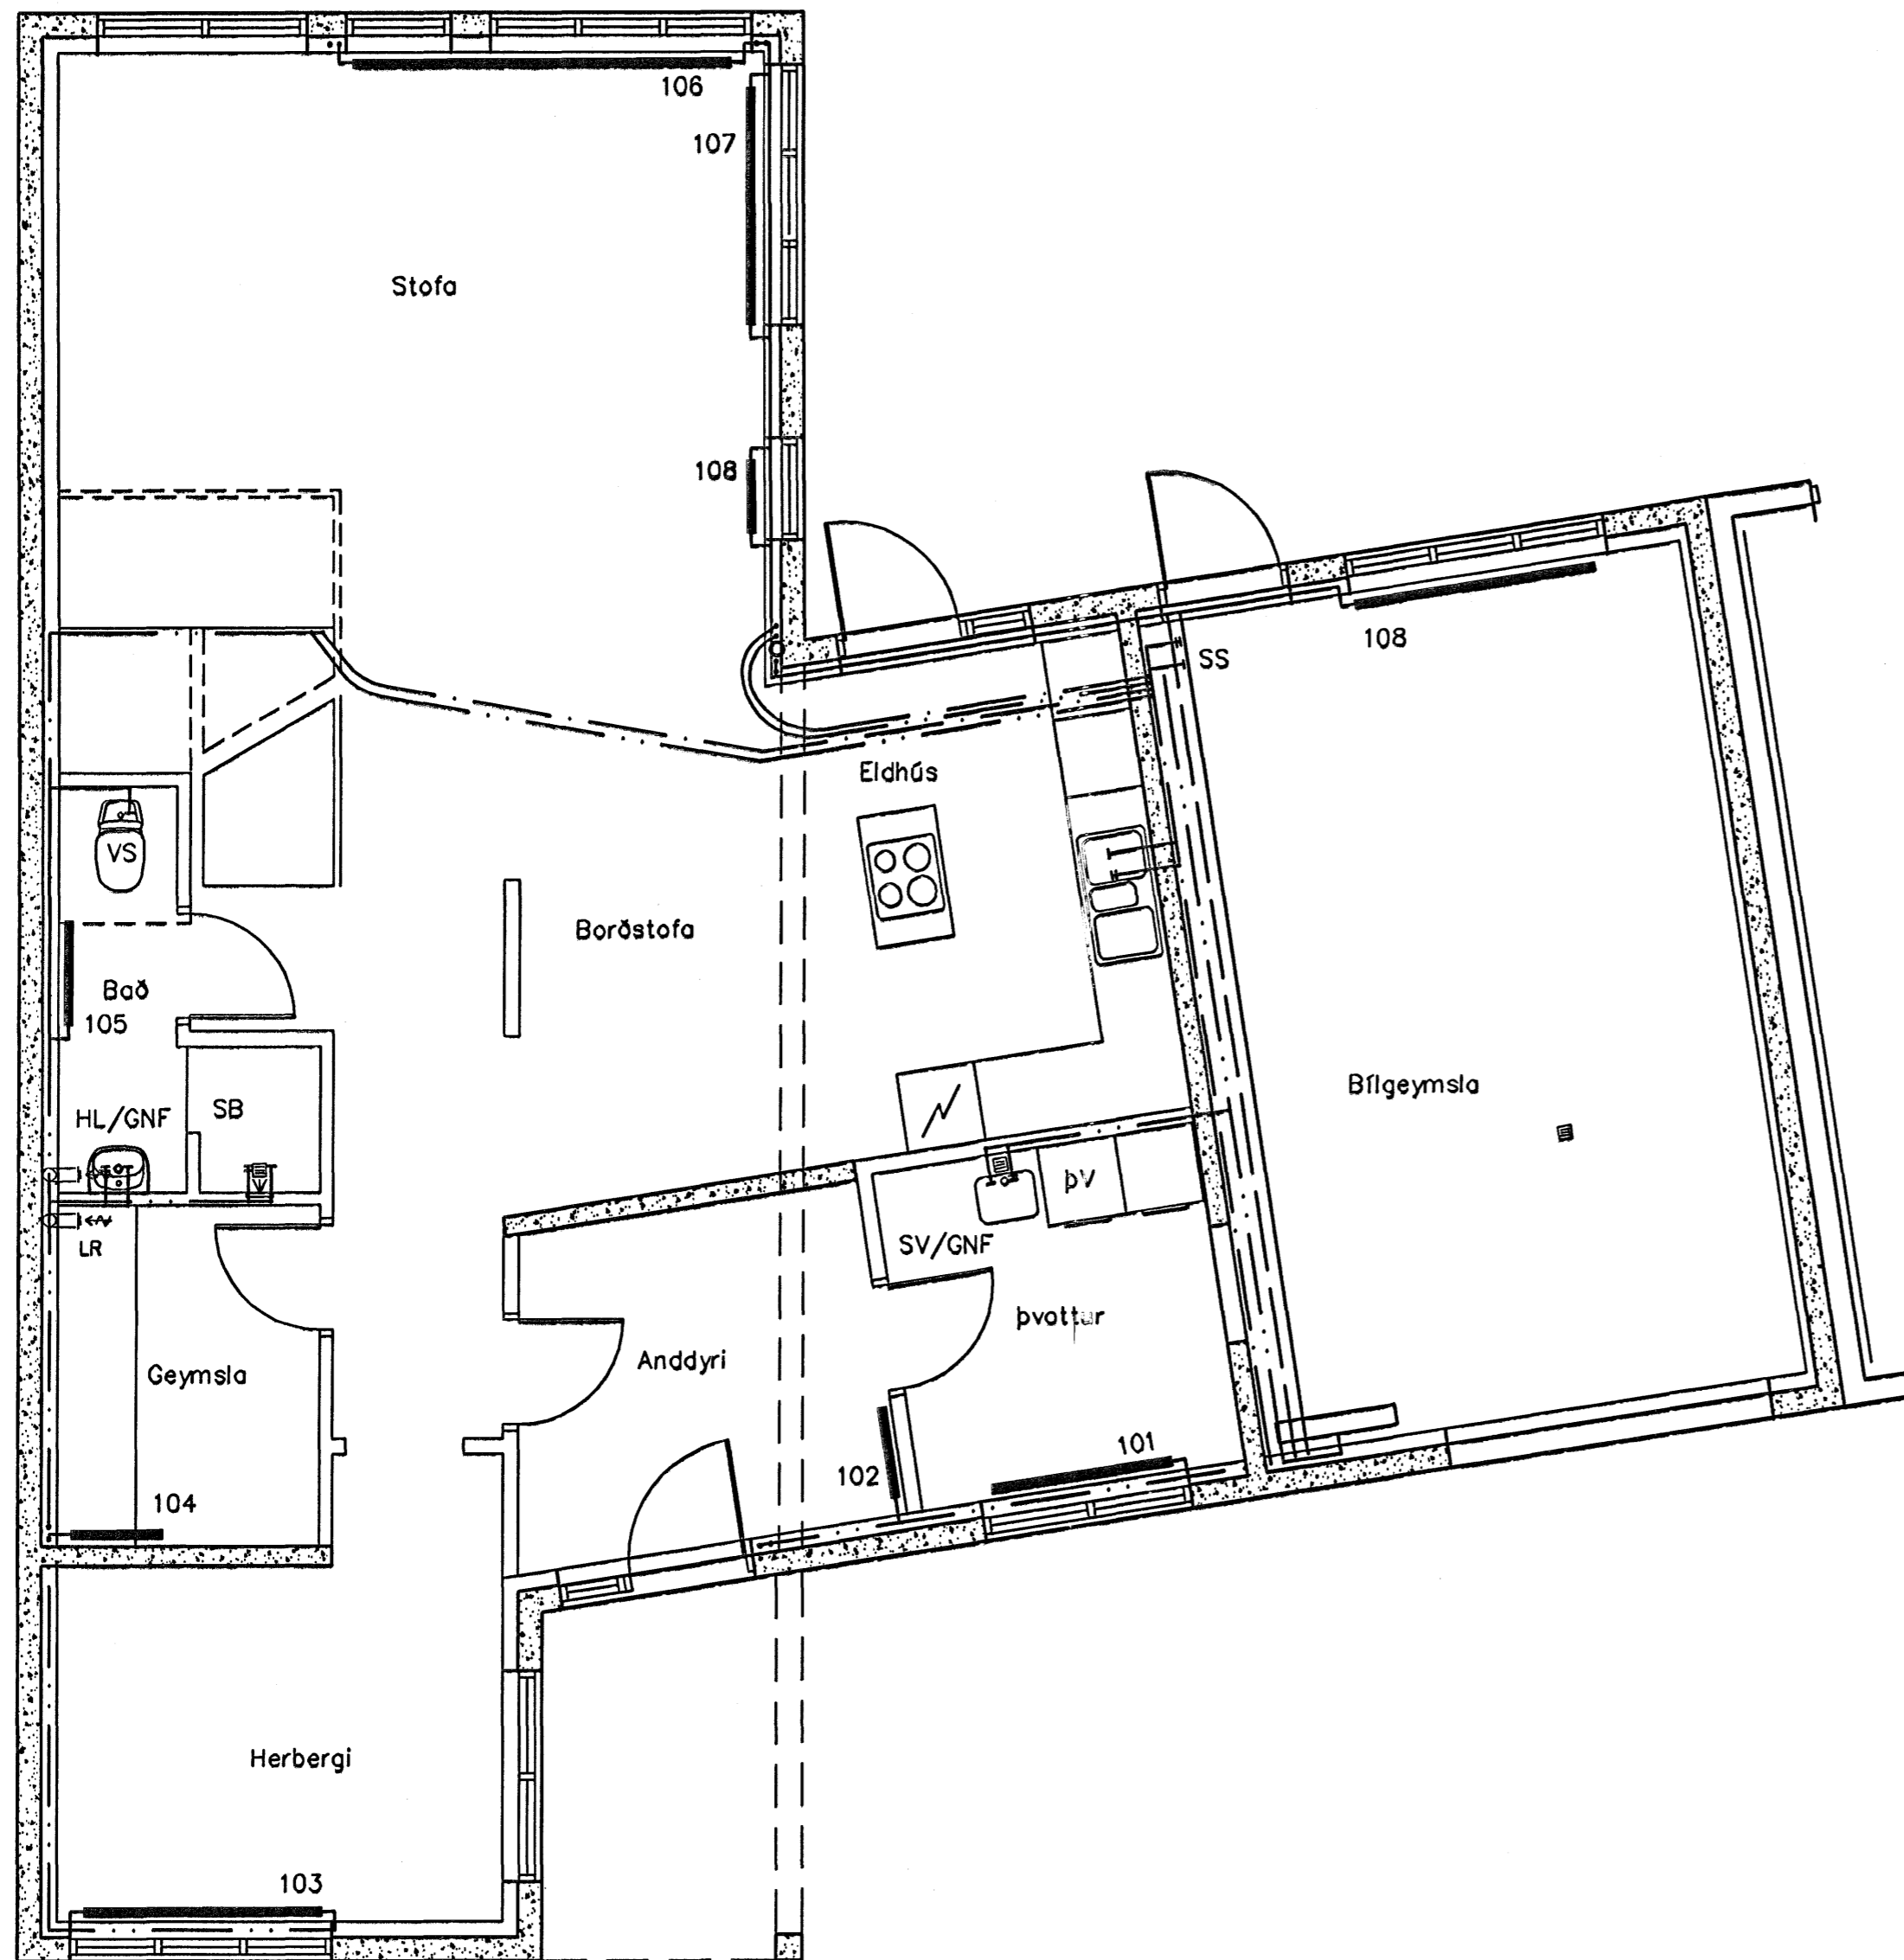 106
107
Stofa
108
108
SS
Eldhús
VS
Borðstofa
Bað
105
Bílgeymsla
HL/GNF
SB
ÞV
LR
SV/GNF
Þvottur
Anddyri
Geymsla
101
102
104
Herbergi
103